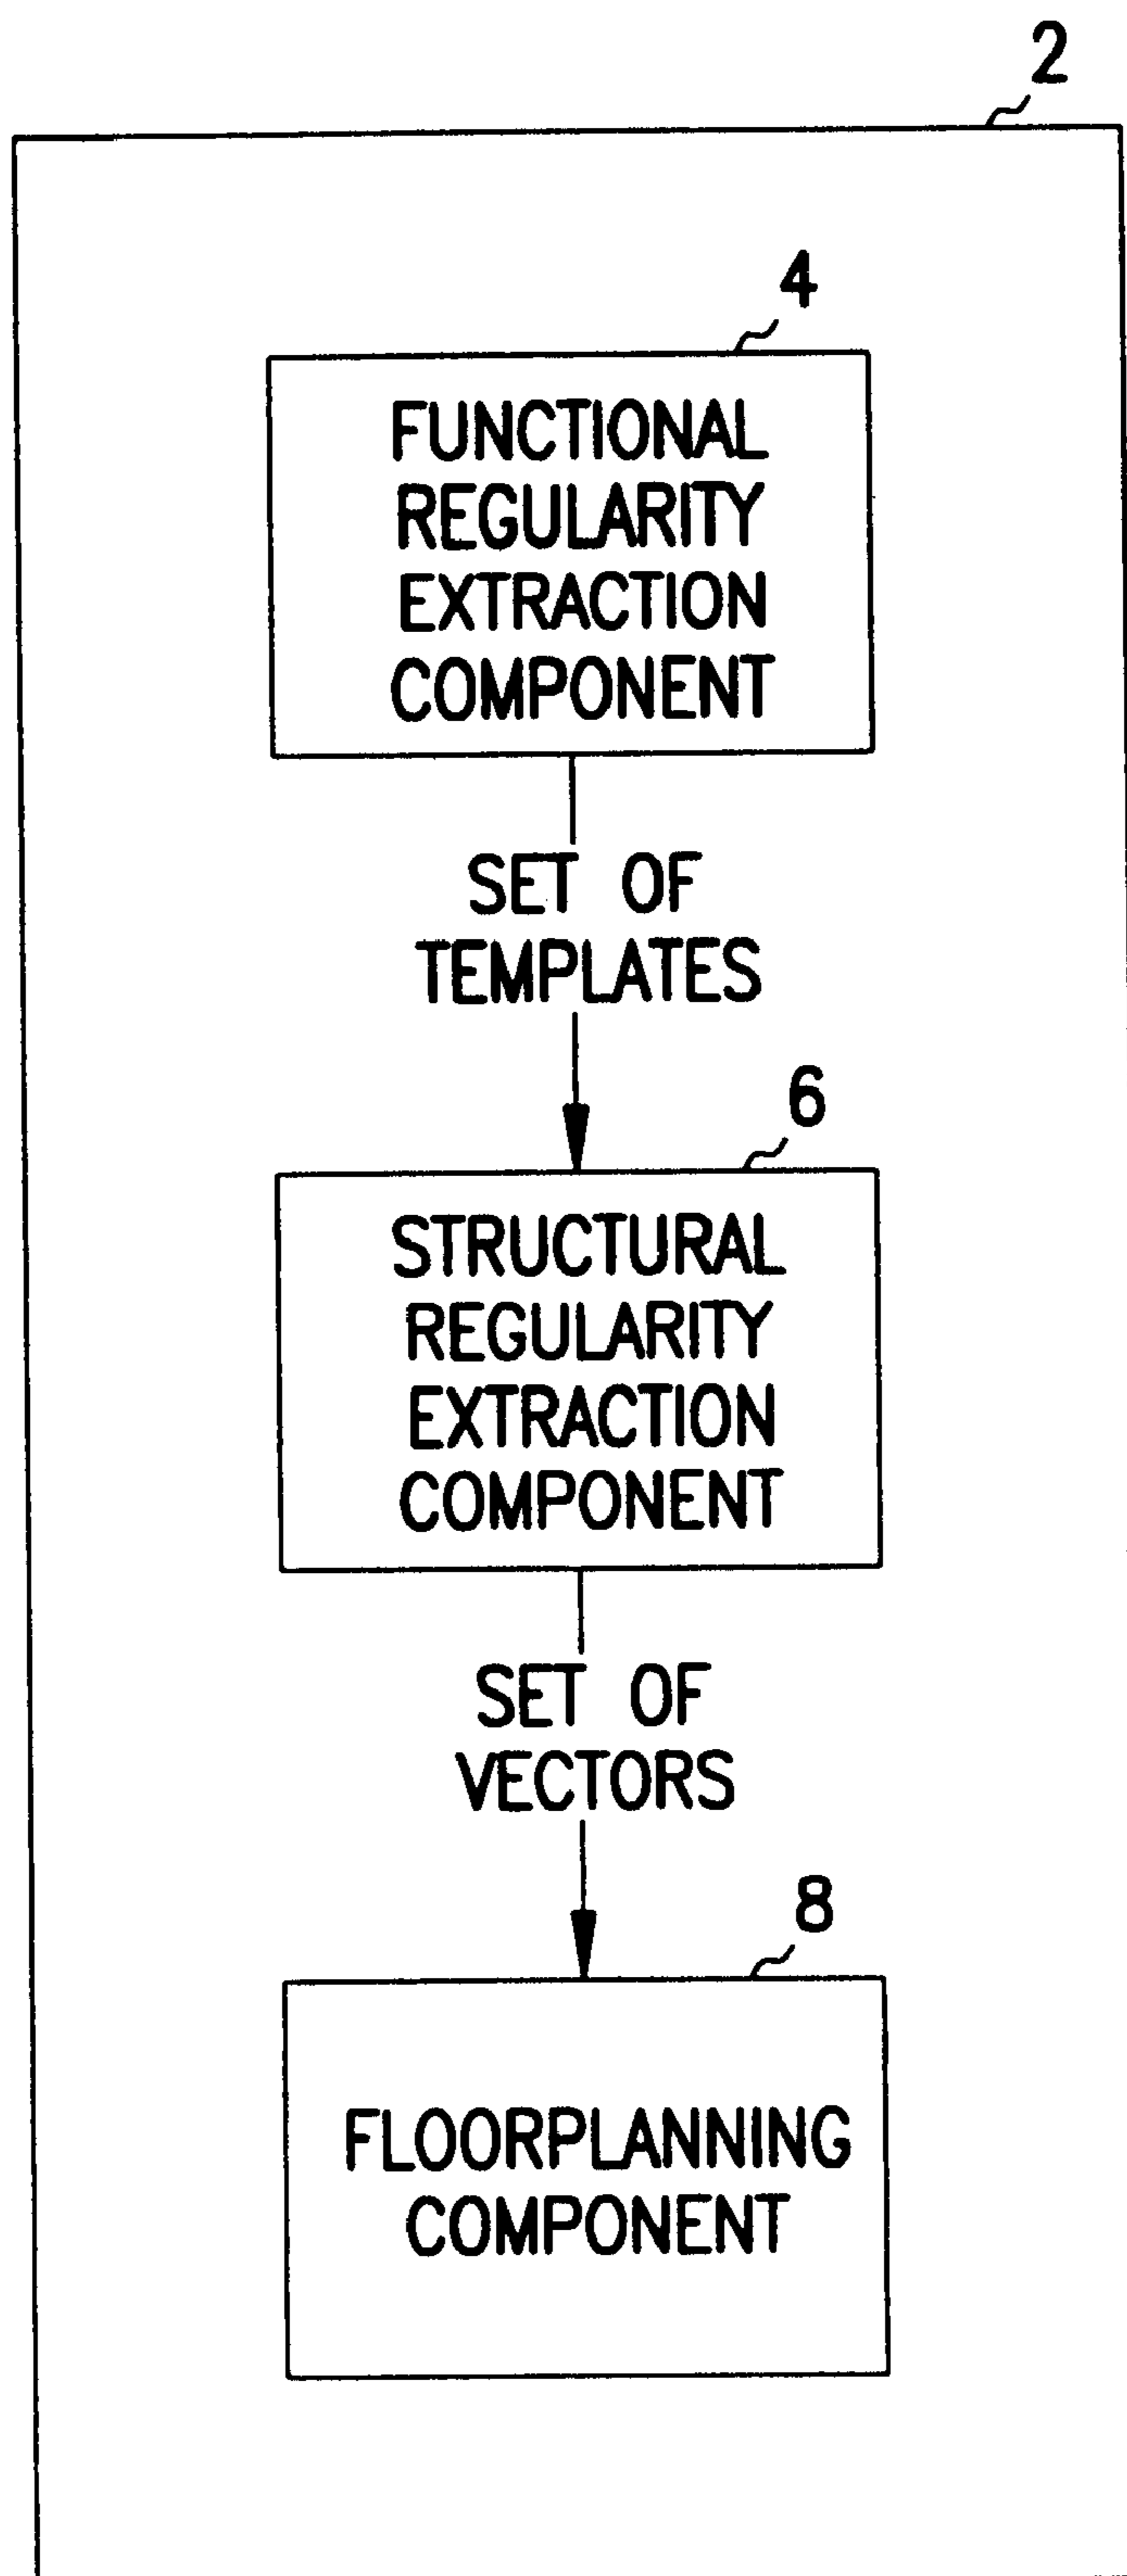 2
4
FUNCTIONAL
REGULARITY
EXTRACTION
COMPONENT
SET OF
TEMPLATES
6
STRUCTURAL
REGULARITY
EXTRACTION
COMPONENT
SET OF
VECTORS
8
FLOORPLANNING
COMPONENT